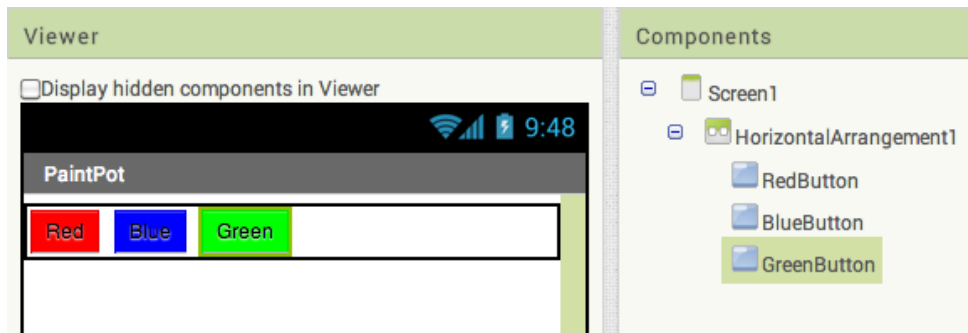 Viewer
Display hidden components in Viewer
9:48
PaintPot
Red Blue Green
Components
Screen1
HorizontalArrangement1
RedButton
BlueButton
GreenButton